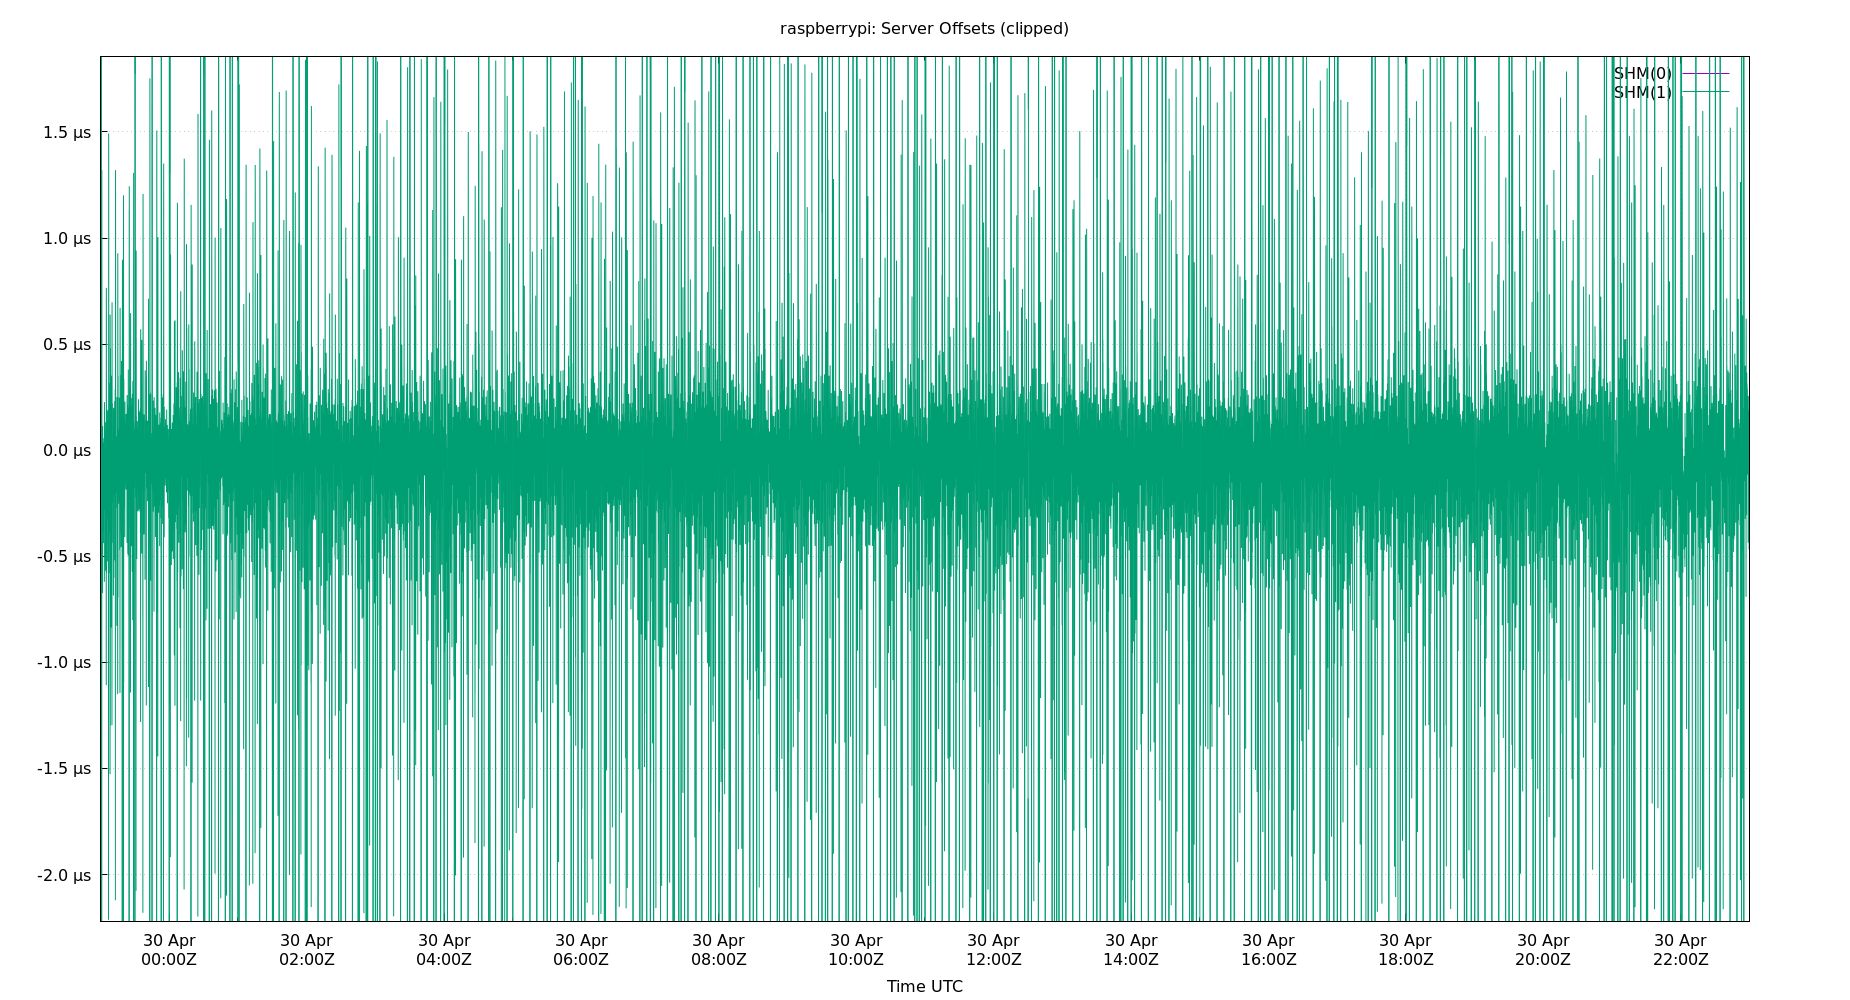 raspberrypi: Server Offsets (clipped)
SHM(0)
SHM(1)
1.5 µs
1.0 µs
0.5 µs
0.0 µs
-0.5 µs
-1.0 µs
-1.5 µs
-2.0 µs
30 Apr 30 Apr 30 Apr 30 Apr 30 Apr 30 Apr 30 Apr 30 Apr 30 Apr 30 Apr 30 Apr 30 Apr
00:00Z 02:00Z 04:00Z 06:00Z 08:00Z 10:00Z 12:00Z 14:00Z 16:00Z 18:00Z 20:00Z 22:00Z
Time UTC